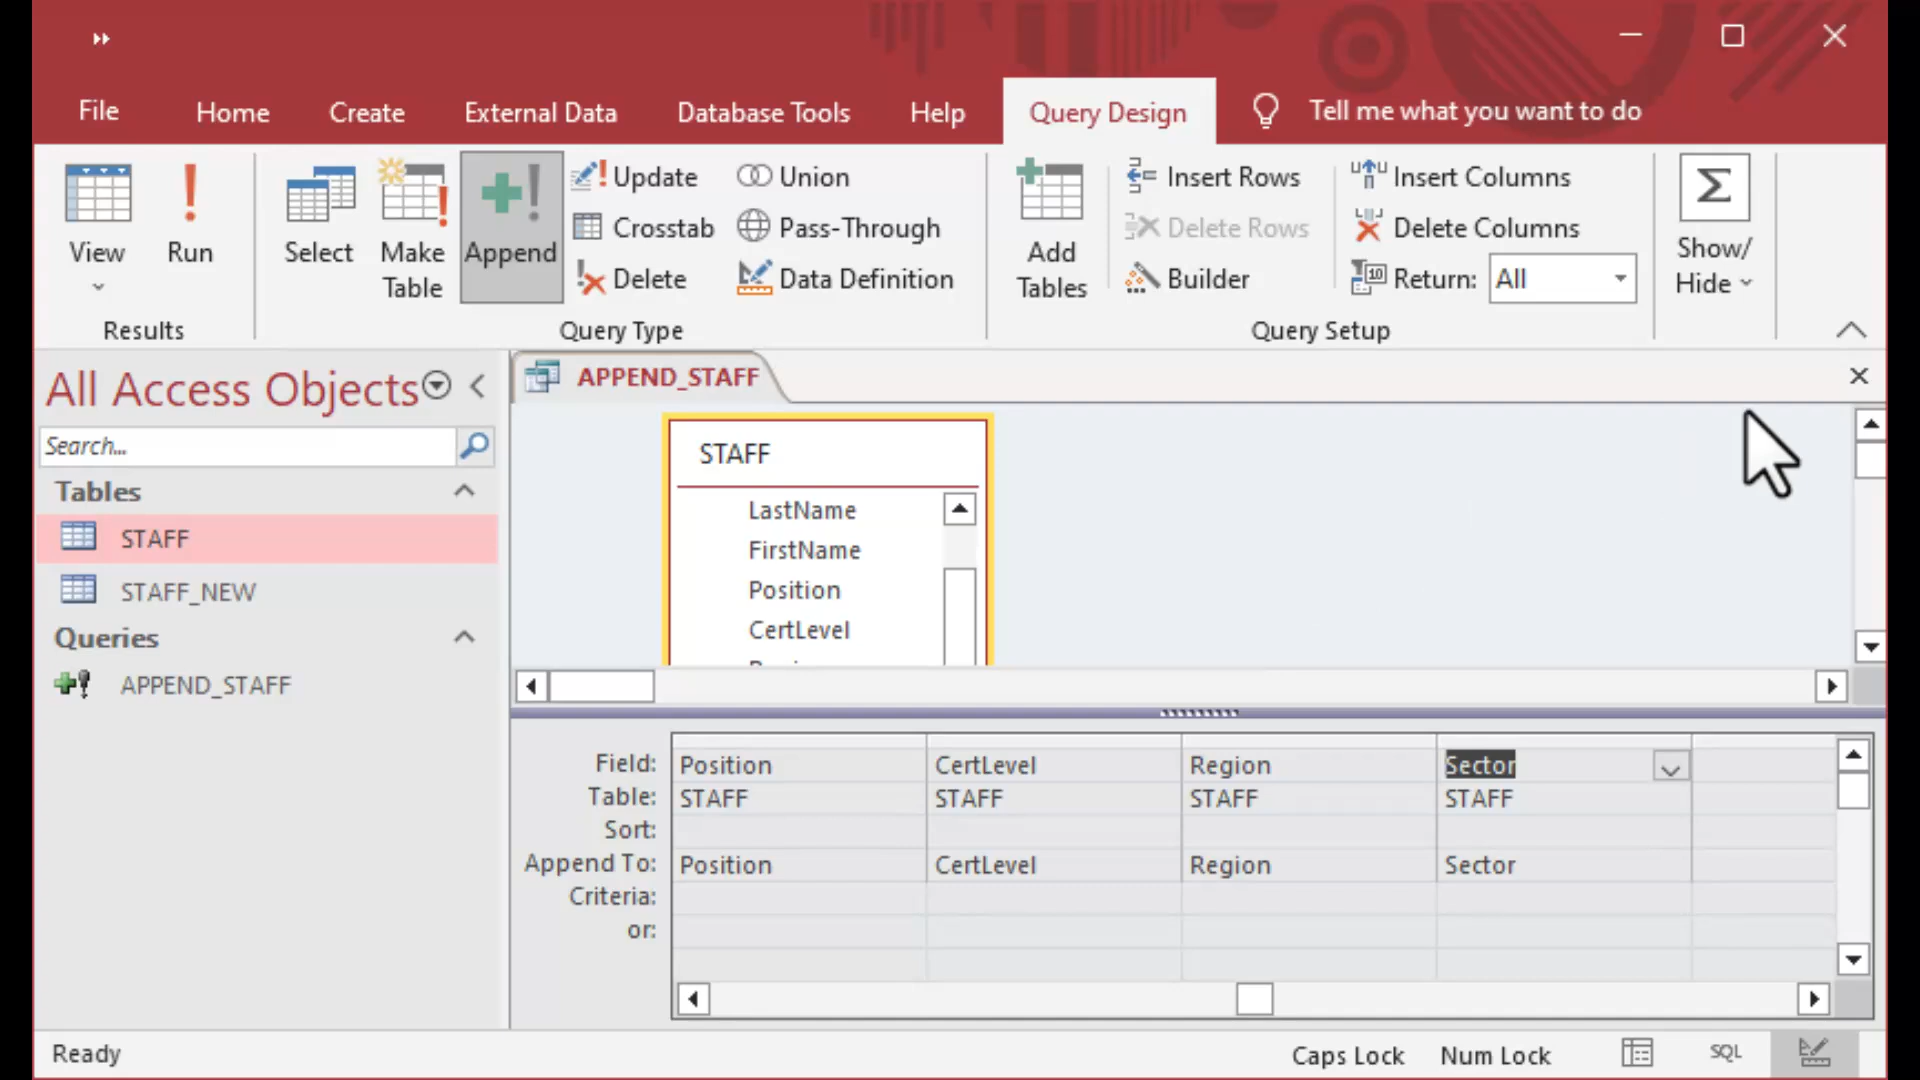 File Home Create External Data Database Tools Help Query Design Tell me what you want to do
View
Run
Results
Select
Make Table
Append
Update
Crosstab
Delete
Union
Pass-Through
Data Definition
Query Type
Add Tables
Insert Rows
Delete Rows
Builder
Insert Columns
Delete Columns
Return: All
Query Setup
Show/
Hide
All Access Objects
Search...
Tables
STAFF
STAFF_NEW
Queries
APPEND_STAFF
APPEND_STAFF
STAFF
LastName
FirstName
Position
CertLevel
Field: Position CertLevel Region Sector
Table: STAFF STAFF STAFF STAFF
Sort:
Append To: Position CertLevel Region Sector
Criteria:
or:
Ready Caps Lock Num Lock SQL